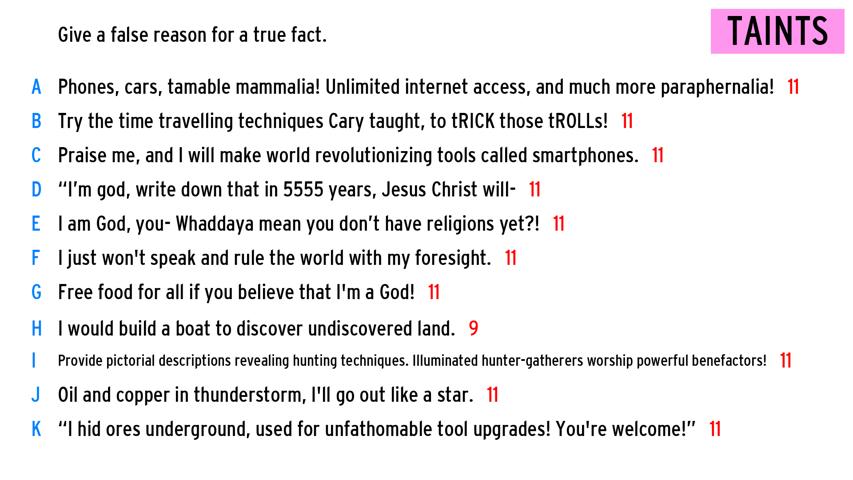 Give a false reason for a true fact.
TAINTS
A Phones, cars, tamable mammalia! Unlimited internet access, and much more paraphernalia! 11
B Try the time travelling techniques Cary taught, to tRICK those tROLLs! 11
C Praise me, and I will make world revolutionizing tools called smartphones. 11
D “I’m god, write down that in 5555 years, Jesus Christ will- 11
E I am God, you- Whaddaya mean you don’t have religions yet?! 11
F I just won't speak and rule the world with my foresight. 11
G Free food for all if you believe that I'm a God! 11
H I would build a boat to discover undiscovered land. 9
I Provide pictorial descriptions revealing hunting techniques. Illuminated hunter-gatherers worship powerful benefactors! 11
J Oil and copper in thunderstorm, I'll go out like a star. 11
K “I hid ores underground, used for unfathomable tool upgrades! You're welcome!” 11